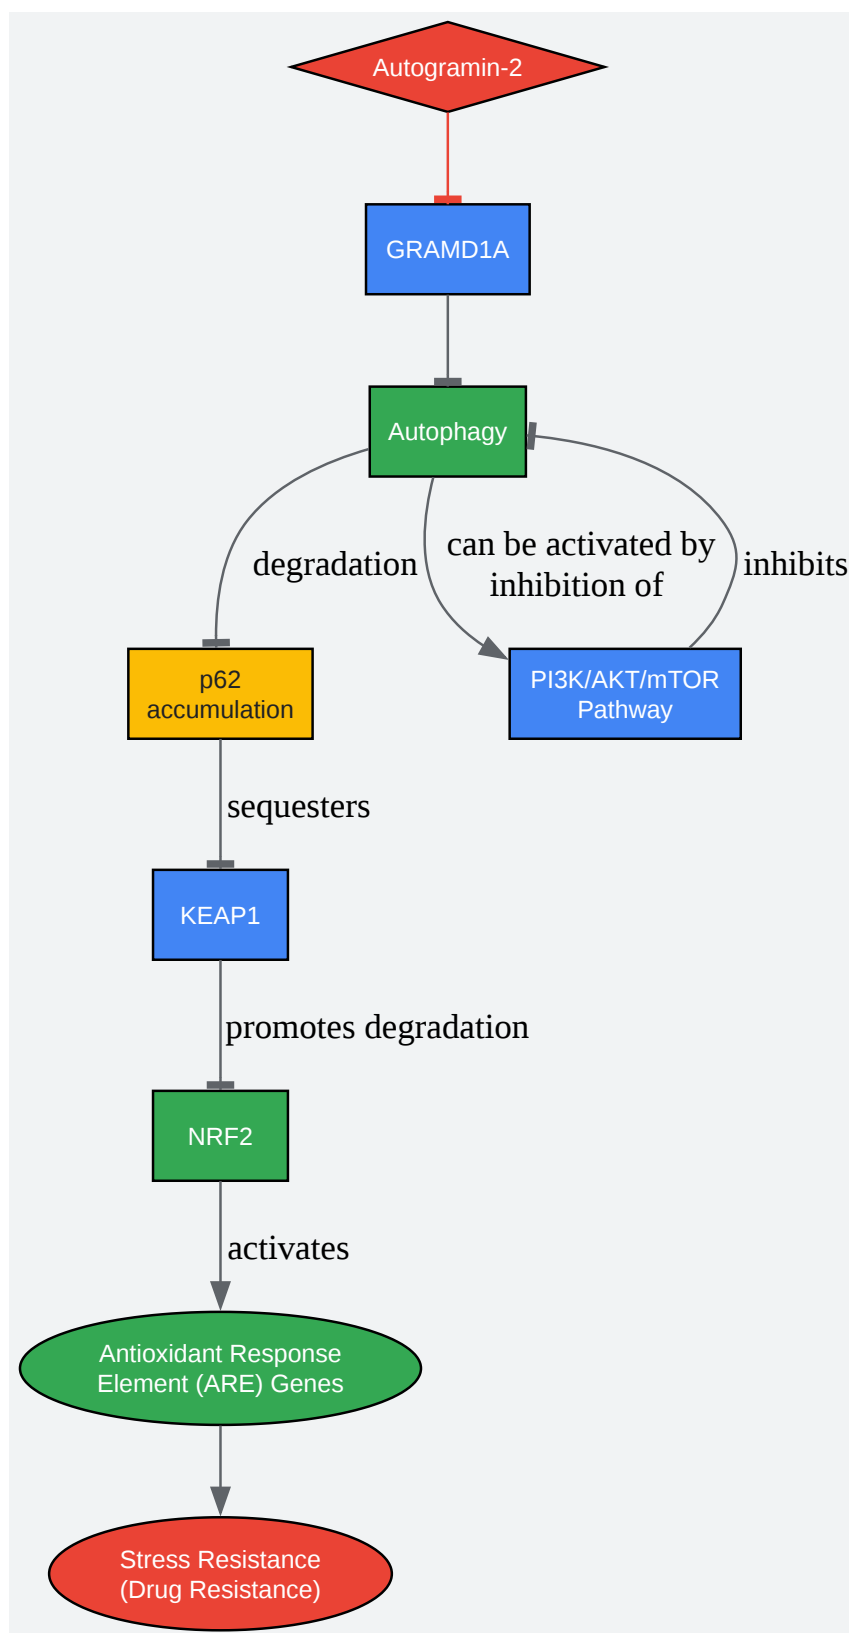 Autogramin-2
GRAMD1A
Autophagy
degradation
can be activated by
inhibition of
inhibits
p62
accumulation
PI3K/AKT/mTOR
Pathway
sequesters
KEAP1
promotes degradation
NRF2
activates
Antioxidant Response
Element (ARE) Genes
Stress Resistance
(Drug Resistance)